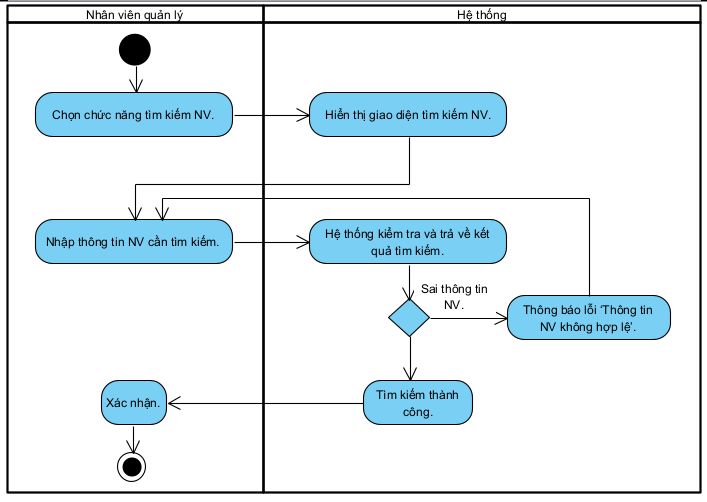 Nhân viên quản lý
Hệ thống
Chọn chức năng tìm kiếm NV.
Hiển thị giao diện tìm kiếm NV.
Nhập thông tin NV cần tìm kiếm.
Hệ thống kiểm tra và trả về kết
quả tìm kiếm.
Sai thông tin
NV.
Thông báo lỗi ‘Thông tin
NV không hợp lệ’.
Xác nhận.
Tìm kiếm thành
công.